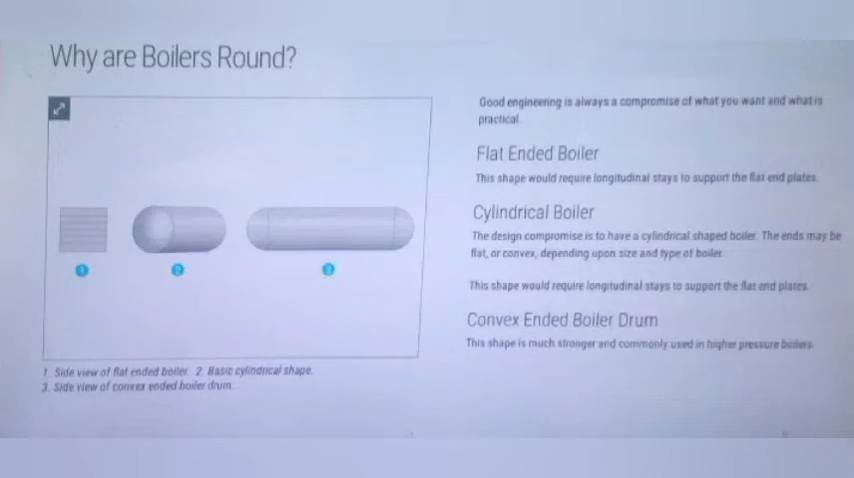 Why are Boilers Round?
Good engineering is always a compromise of what you want and what is
practical.
Flat Ended Boiler
This shape would require longitudinal stays to support the flat end plates.
Cylindrical Boiler
The design compromise is to have a cylindrical shaped boiler. The ends may be
flat, or convex, depending upon size and type of boiler.
This shape would require longitudinal stays to support the flat end plates.
Convex Ended Boiler Drum
This shape is much stronger and commonly used in higher pressure boilers.
1
2
3
1. Side view of flat ended boiler. 2. Basic cylindrical shape.
3. Side view of convex ended boiler drum.